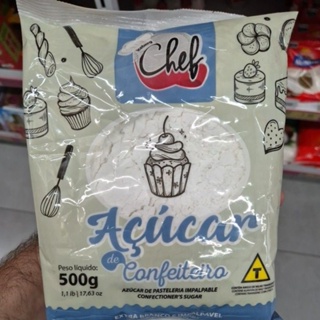 Chef
Açúcar
de
Confeiteiro
Peso líquido:
500g
1,1 lb | 17,63 oz
AZÚCAR DE PASTELERIA IMPALPABLE
CONFECTIONER'S SUGAR
T